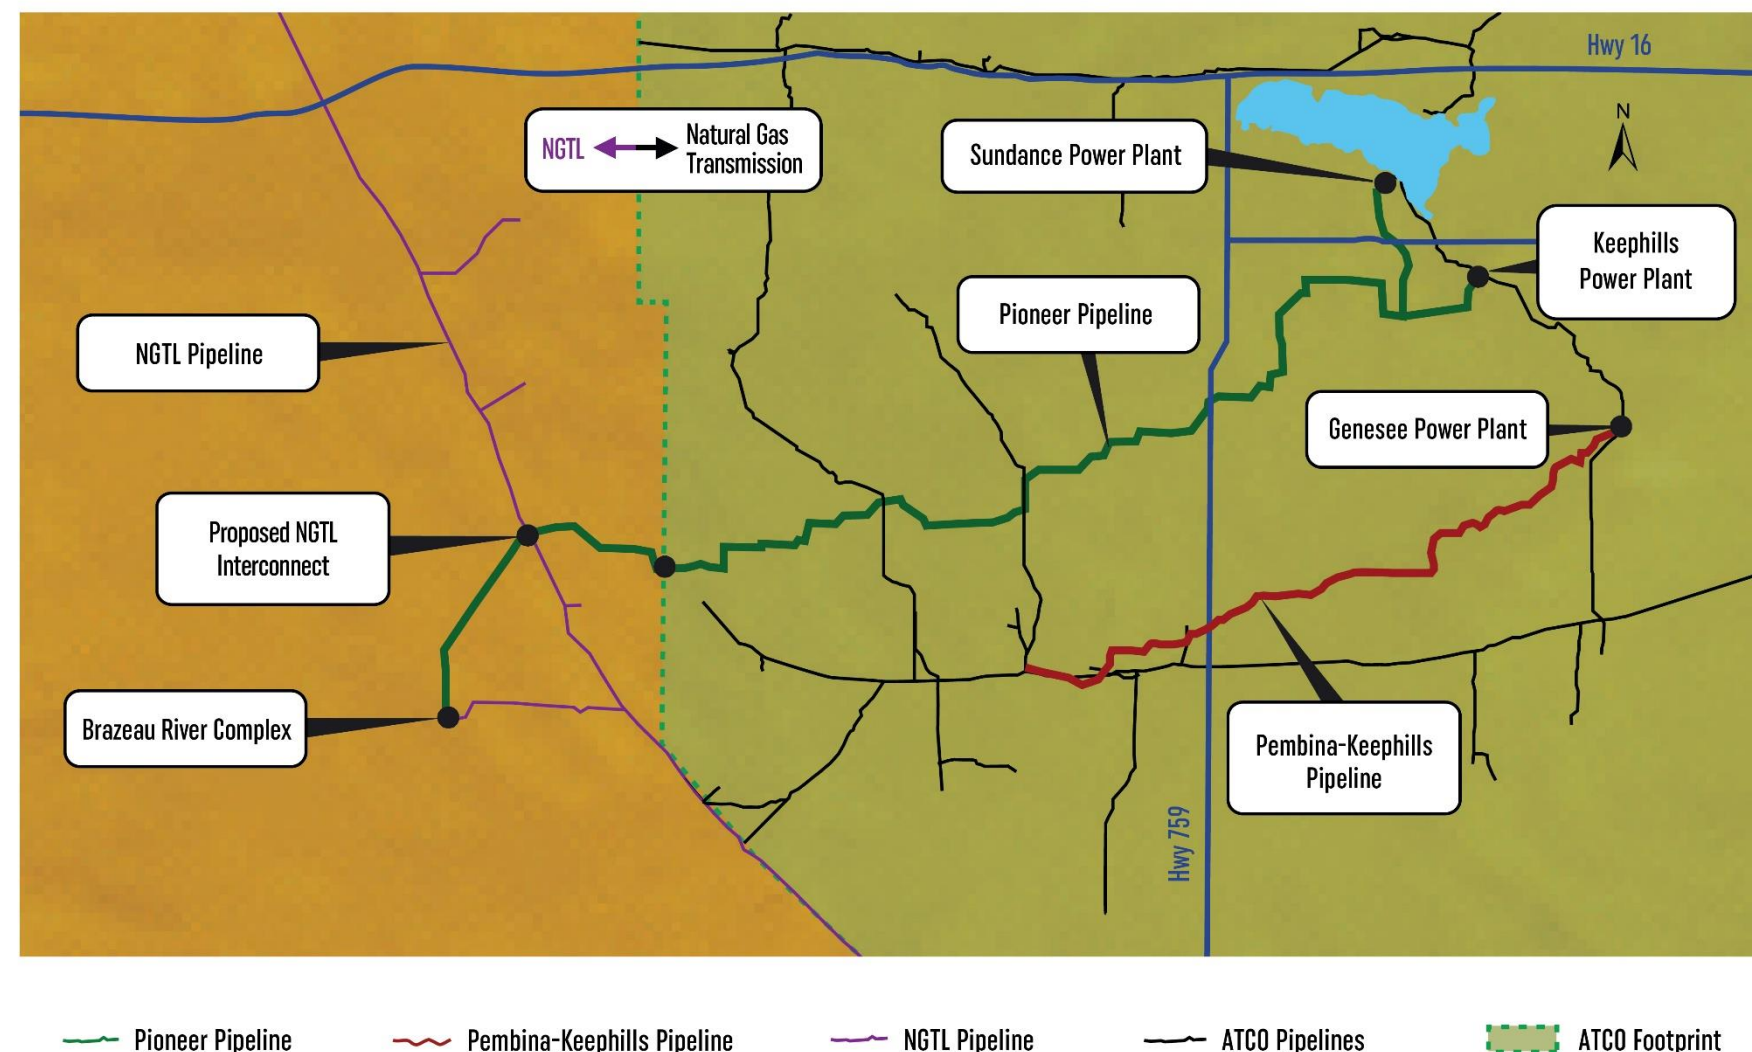 Hwy 16
N
NGTL
Natural Gas
Transmission
Sundance Power Plant
Keephills
Power Plant
Pioneer Pipeline
NGTL Pipeline
Genesee Power Plant
Proposed NGTL
Interconnect
Brazeau River Complex
Pembina-Keephills
Pipeline
Hwy 759
Pioneer Pipeline
Pembina-Keephills Pipeline
NGTL Pipeline
ATCO Pipelines
ATCO Footprint